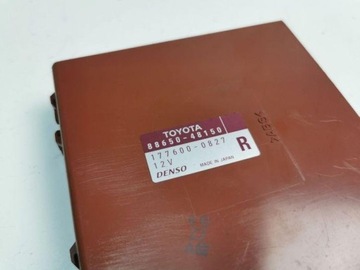 TOYOTA
88650-48150
177600-0827
12V
MADE IN JAPAN
DENSO
R